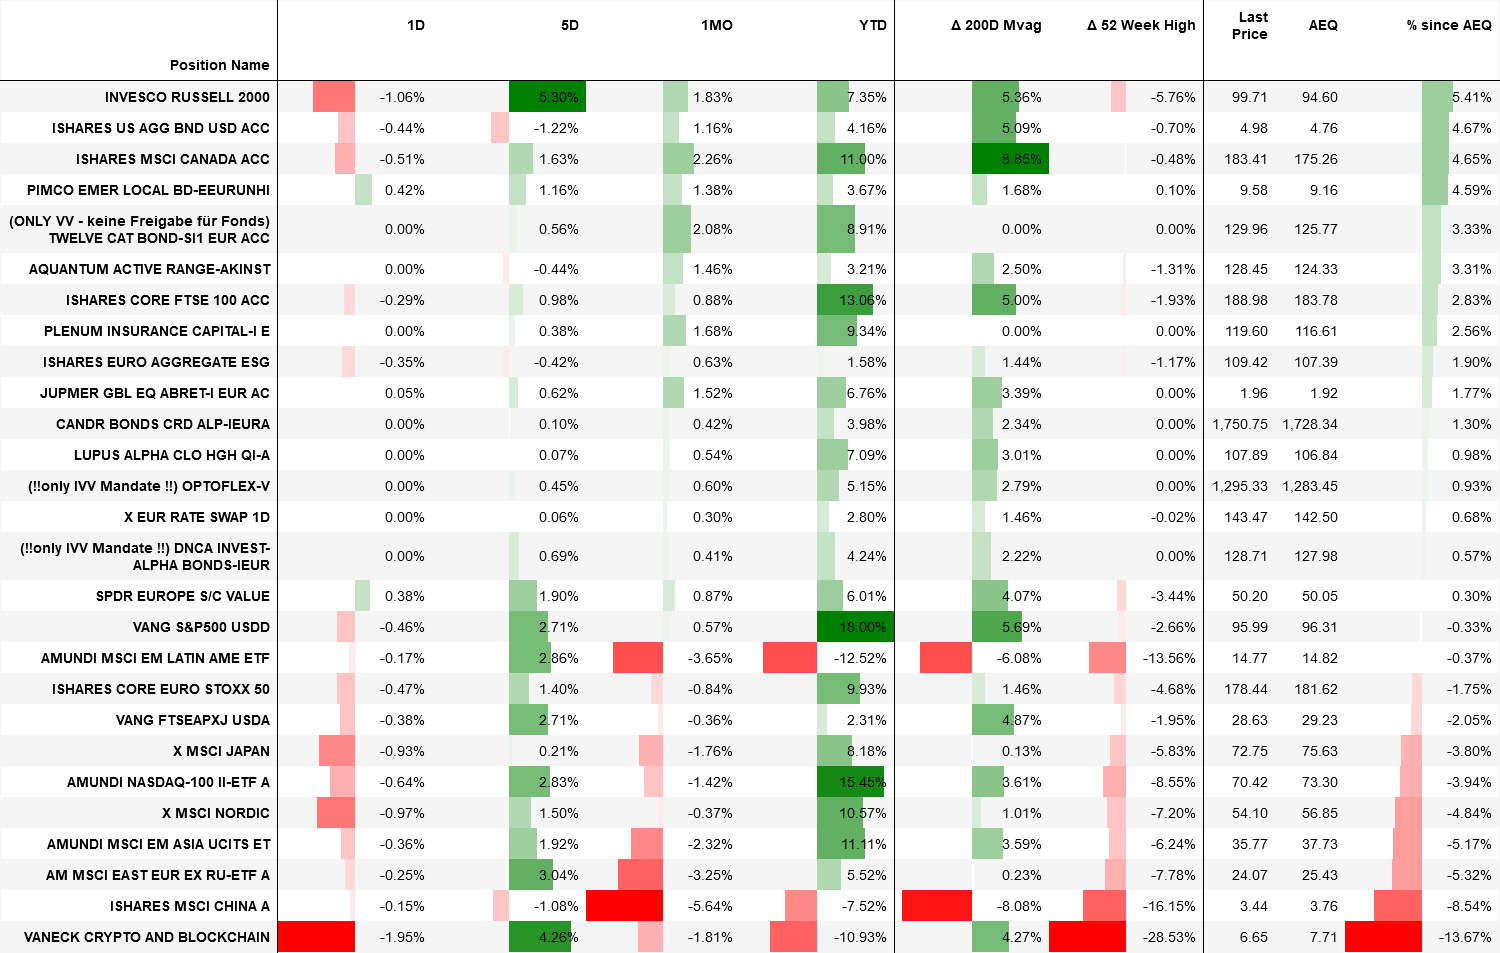 1D 5D 1MO YTD Δ 200D Mvag Δ 52 Week High Last Price AEQ % since AEQ
Position Name
INVESCO RUSSELL 2000 -1.06% 5.30% 1.83% 7.35% 5.36% -5.76% 99.71 94.60 5.41%
ISHARES US AGG BND USD ACC -0.44% -1.22% 1.16% 4.16% 5.09% -0.70% 4.98 4.76 4.67%
ISHARES MSCI CANADA ACC -0.51% 1.63% 2.26% 11.00% 8.85% -0.48% 183.41 175.26 4.65%
PIMCO EMER LOCAL BD-EEURUNHI 0.42% 1.16% 1.38% 3.67% 1.68% 0.10% 9.58 9.16 4.59%
(ONLY VV - keine Freigabe für Fonds)
TWELVE CAT BOND-SI1 EUR ACC 0.00% 0.56% 2.08% 8.91% 0.00% 0.00% 129.96 125.77 3.33%
AQUANTUM ACTIVE RANGE-AKINST 0.00% -0.44% 1.46% 3.21% 2.50% -1.31% 128.45 124.33 3.31%
ISHARES CORE FTSE 100 ACC -0.29% 0.98% 0.88% 13.06% 5.00% -1.93% 188.98 183.78 2.83%
PLENUM INSURANCE CAPITAL-I E 0.00% 0.38% 1.68% 9.34% 0.00% 0.00% 119.60 116.61 2.56%
ISHARES EURO AGGREGATE ESG -0.35% -0.42% 0.63% 1.58% 1.44% -1.17% 109.42 107.39 1.90%
JUPMER GBL EQ ABRET-I EUR AC 0.05% 0.62% 1.52% 6.76% 3.39% 0.00% 1.96 1.92 1.77%
CANDR BONDS CRD ALP-IEURA 0.00% 0.10% 0.42% 3.98% 2.34% 0.00% 1,750.75 1,728.34 1.30%
LUPUS ALPHA CLO HGH QI-A 0.00% 0.07% 0.54% 7.09% 3.01% 0.00% 107.89 106.84 0.98%
(!!only IVV Mandate !!) OPTOFLEX-V 0.00% 0.45% 0.60% 5.15% 2.79% 0.00% 1,295.33 1,283.45 0.93%
X EUR RATE SWAP 1D 0.00% 0.06% 0.30% 2.80% 1.46% -0.02% 143.47 142.50 0.68%
(!!only IVV Mandate !!) DNCA INVEST-
ALPHA BONDS-IEUR 0.00% 0.69% 0.41% 4.24% 2.22% 0.00% 128.71 127.98 0.57%
SPDR EUROPE S/C VALUE 0.38% 1.90% 0.87% 6.01% 4.07% -3.44% 50.20 50.05 0.30%
VANG S&P500 USDD -0.46% 2.71% 0.57% 18.00% 5.69% -2.66% 95.99 96.31 -0.33%
AMUNDI MSCI EM LATIN AME ETF -0.17% 2.86% -3.65% -12.52% -6.08% -13.56% 14.77 14.82 -0.37%
ISHARES CORE EURO STOXX 50 -0.47% 1.40% -0.84% 9.93% 1.46% -4.68% 178.44 181.62 -1.75%
VANG FTSEAPXJ USDA -0.38% 2.71% -0.36% 2.31% 4.87% -1.95% 28.63 29.23 -2.05%
X MSCI JAPAN -0.93% 0.21% -1.76% 8.18% 0.13% -5.83% 72.75 75.63 -3.80%
AMUNDI NASDAQ-100 II-ETF A -0.64% 2.83% -1.42% 15.45% 3.61% -8.55% 70.42 73.30 -3.94%
X MSCI NORDIC -0.97% 1.50% -0.37% 10.57% 1.01% -7.20% 54.10 56.85 -4.84%
AMUNDI MSCI EM ASIA UCITS ET -0.36% 1.92% -2.32% 11.11% 3.59% -6.24% 35.77 37.73 -5.17%
AM MSCI EAST EUR EX RU-ETF A -0.25% 3.04% -3.25% 5.52% 0.23% -7.78% 24.07 25.43 -5.32%
ISHARES MSCI CHINA A -0.15% -1.08% -5.64% -7.52% -8.08% -16.15% 3.44 3.76 -8.54%
VANECK CRYPTO AND BLOCKCHAIN -1.95% 4.26% -1.81% -10.93% 4.27% -28.53% 6.65 7.71 -13.67%